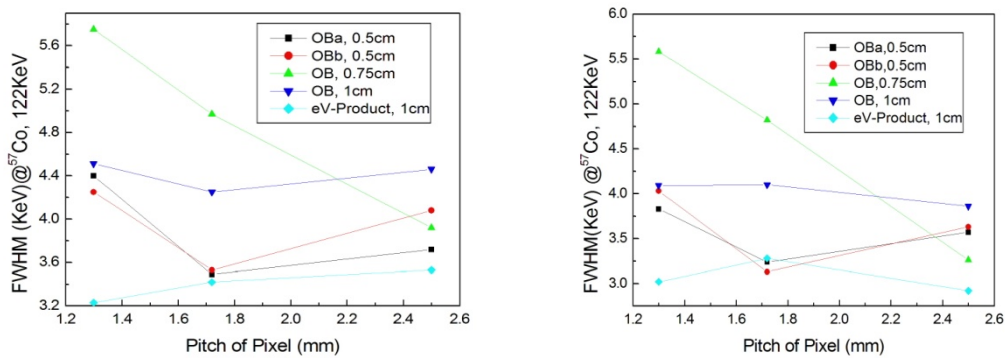 FWHM (KeV)@⁵⁷Co, 122KeV
5.6
5.2
4.8
4.4
4.0
3.6
3.2
OBa, 0.5cm
OBb, 0.5cm
OB, 0.75cm
OB, 1cm
eV-Product, 1cm
1.2 1.4 1.6 1.8 2.0 2.2 2.4 2.6
Pitch of Pixel (mm)
FWHM(KeV) @⁵⁷Co, 122KeV
6.0
5.5
5.0
4.5
4.0
3.5
3.0
OBa,0.5cm
OBb,0.5cm
OB,0.75cm
OB, 1cm
eV-Product, 1cm
1.2 1.4 1.6 1.8 2.0 2.2 2.4 2.6
Pitch of Pixel (mm)